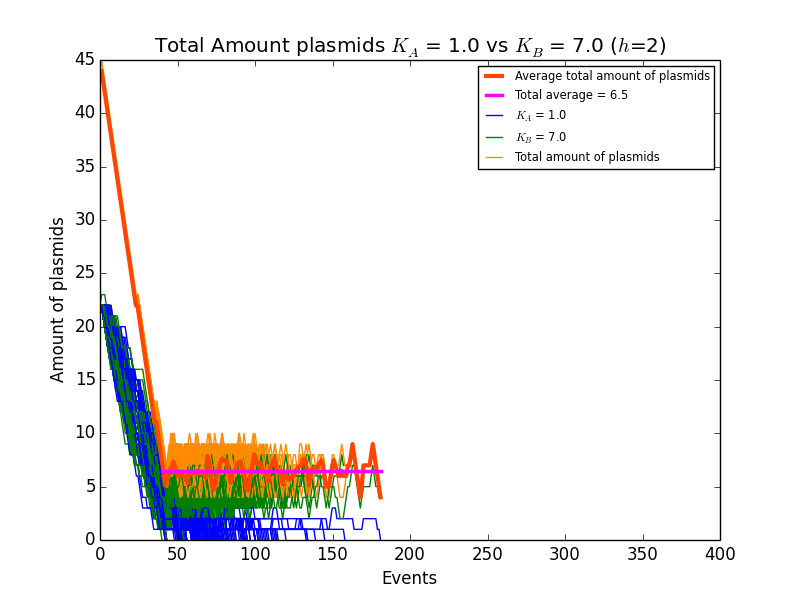 Total Amount plasmids K_A = 1.0 vs K_B = 7.0 (h=2)
Average total amount of plasmids
Total average = 6.5
K_A = 1.0
K_B = 7.0
Total amount of plasmids
Amount of plasmids
45
40
35
30
25
20
15
10
5
0
0 50 100 150 200 250 300 350 400
Events